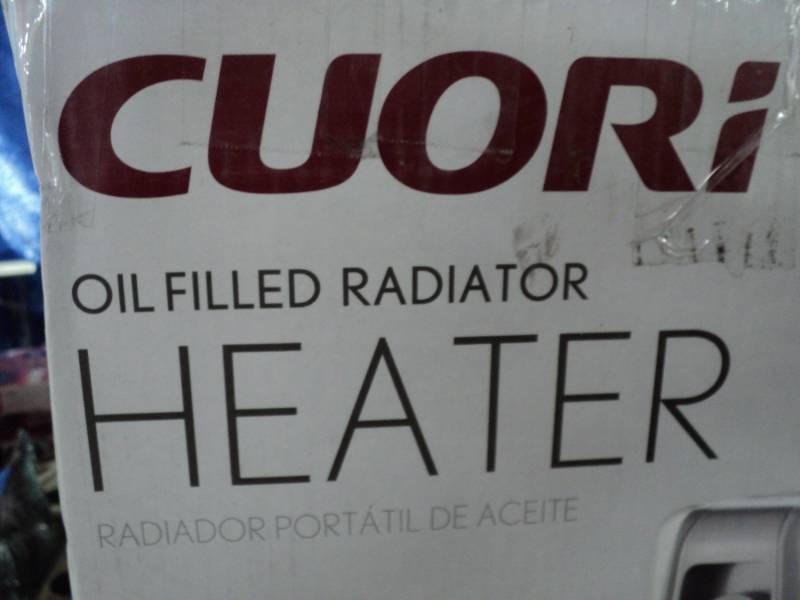 CUORi
OIL FILLED RADIATOR
HEATER
RADIADOR PORTÁTIL DE ACEITE